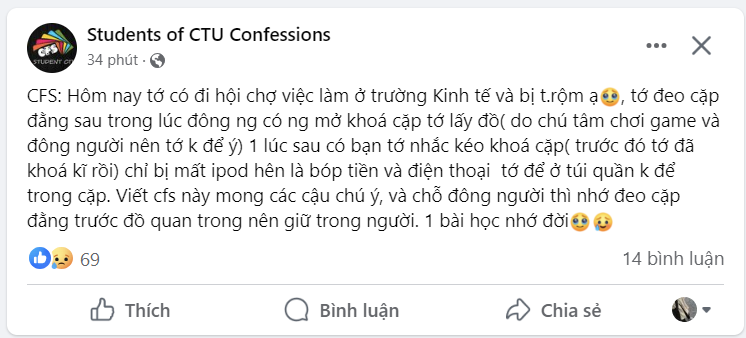 Students of CTU Confessions
34 phút
CFS: Hôm nay tớ có đi hội chợ việc làm ở trường Kinh tế và bị t.rộm ạ🥹, tớ đeo cặp
đằng sau trong lúc đông ng có ng mở khoá cặp tớ lấy đồ( do chú tâm chơi game và
đông người nên tớ k để ý) 1 lúc sau có bạn tớ nhắc kéo khoá cặp( trước đó tớ đã
khoá kĩ rồi) chỉ bị mất ipod hên là bóp tiền và điện thoại tớ để ở túi quần k để
trong cặp. Viết cfs này mong các cậu chú ý, và chỗ đông người thì nhớ đeo cặp
đằng trước đồ quan trong nên giữ trong người. 1 bài học nhớ đời🥹😥
69
14 bình luận
Thích
Bình luận
Chia sẻ
CFS
STUDENT CTU